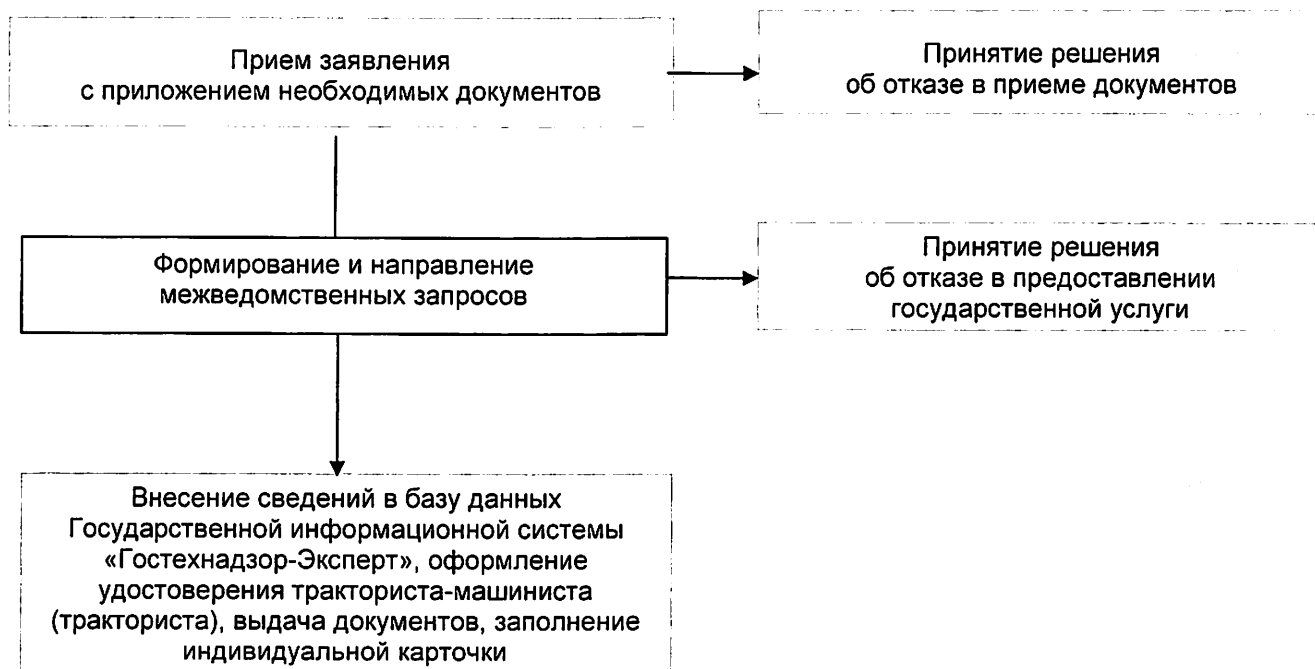 Прием заявления
с приложением необходимых документов
Принятие решения
об отказе в приеме документов
Формирование и направление
межведомственных запросов
Принятие решения
об отказе в предоставлении
государственной услуги
Внесение сведений в базу данных
Государственной информационной системы
«Гостехнадзор-Эксперт», оформление
удостоверения тракториста-машиниста
(тракториста), выдача документов, заполнение
индивидуальной карточки